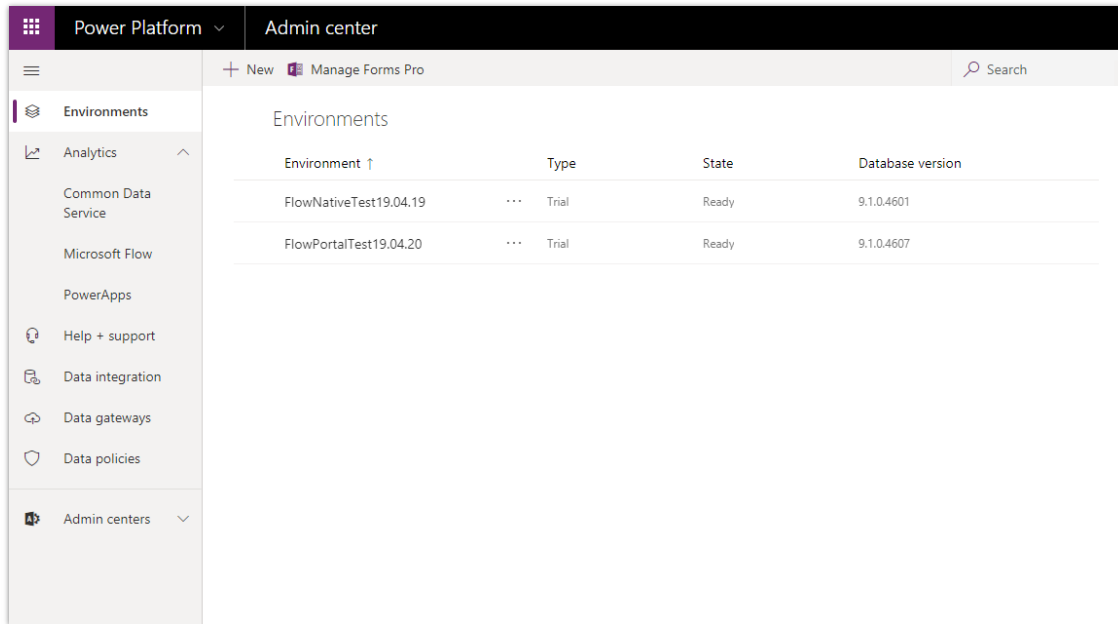 Power Platform Admin center
New Manage Forms Pro Search
Environments
Analytics
Common Data
Service
Microsoft Flow
PowerApps
Help + support
Data integration
Data gateways
Data policies
Admin centers
Environments
Environment ↑ Type State Database version
FlowNativeTest19.04.19 ... Trial Ready 9.1.0.4601
FlowPortalTest19.04.20 ... Trial Ready 9.1.0.4607